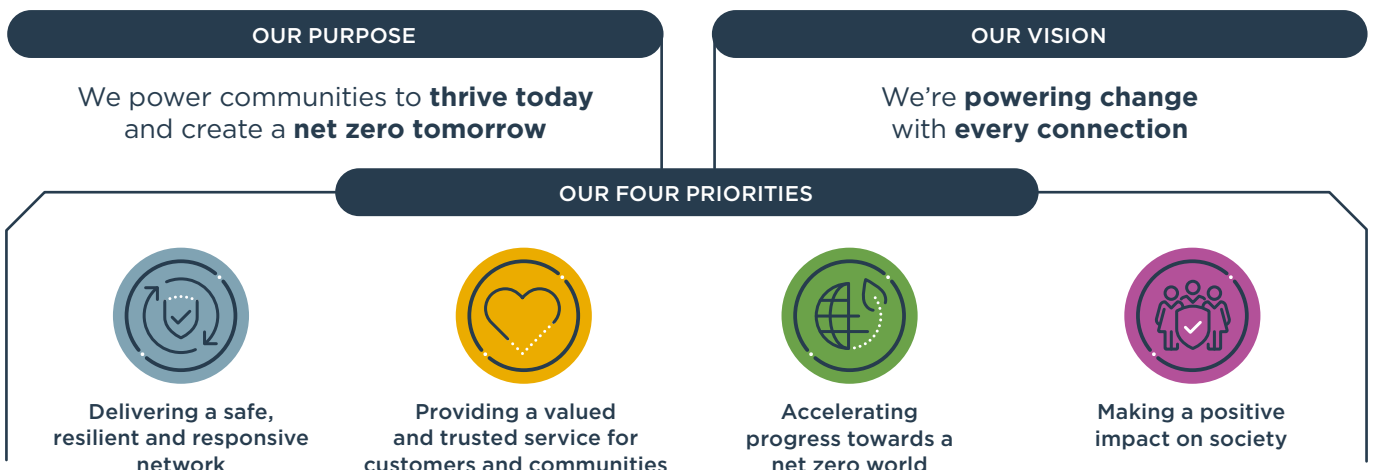 OUR PURPOSE
We power communities to thrive today
and create a net zero tomorrow
OUR VISION
We’re powering change
with every connection
OUR FOUR PRIORITIES
Delivering a safe,
resilient and responsive
network
Providing a valued
and trusted service for
customers and communities
Accelerating
progress towards a
net zero world
Making a positive
impact on society